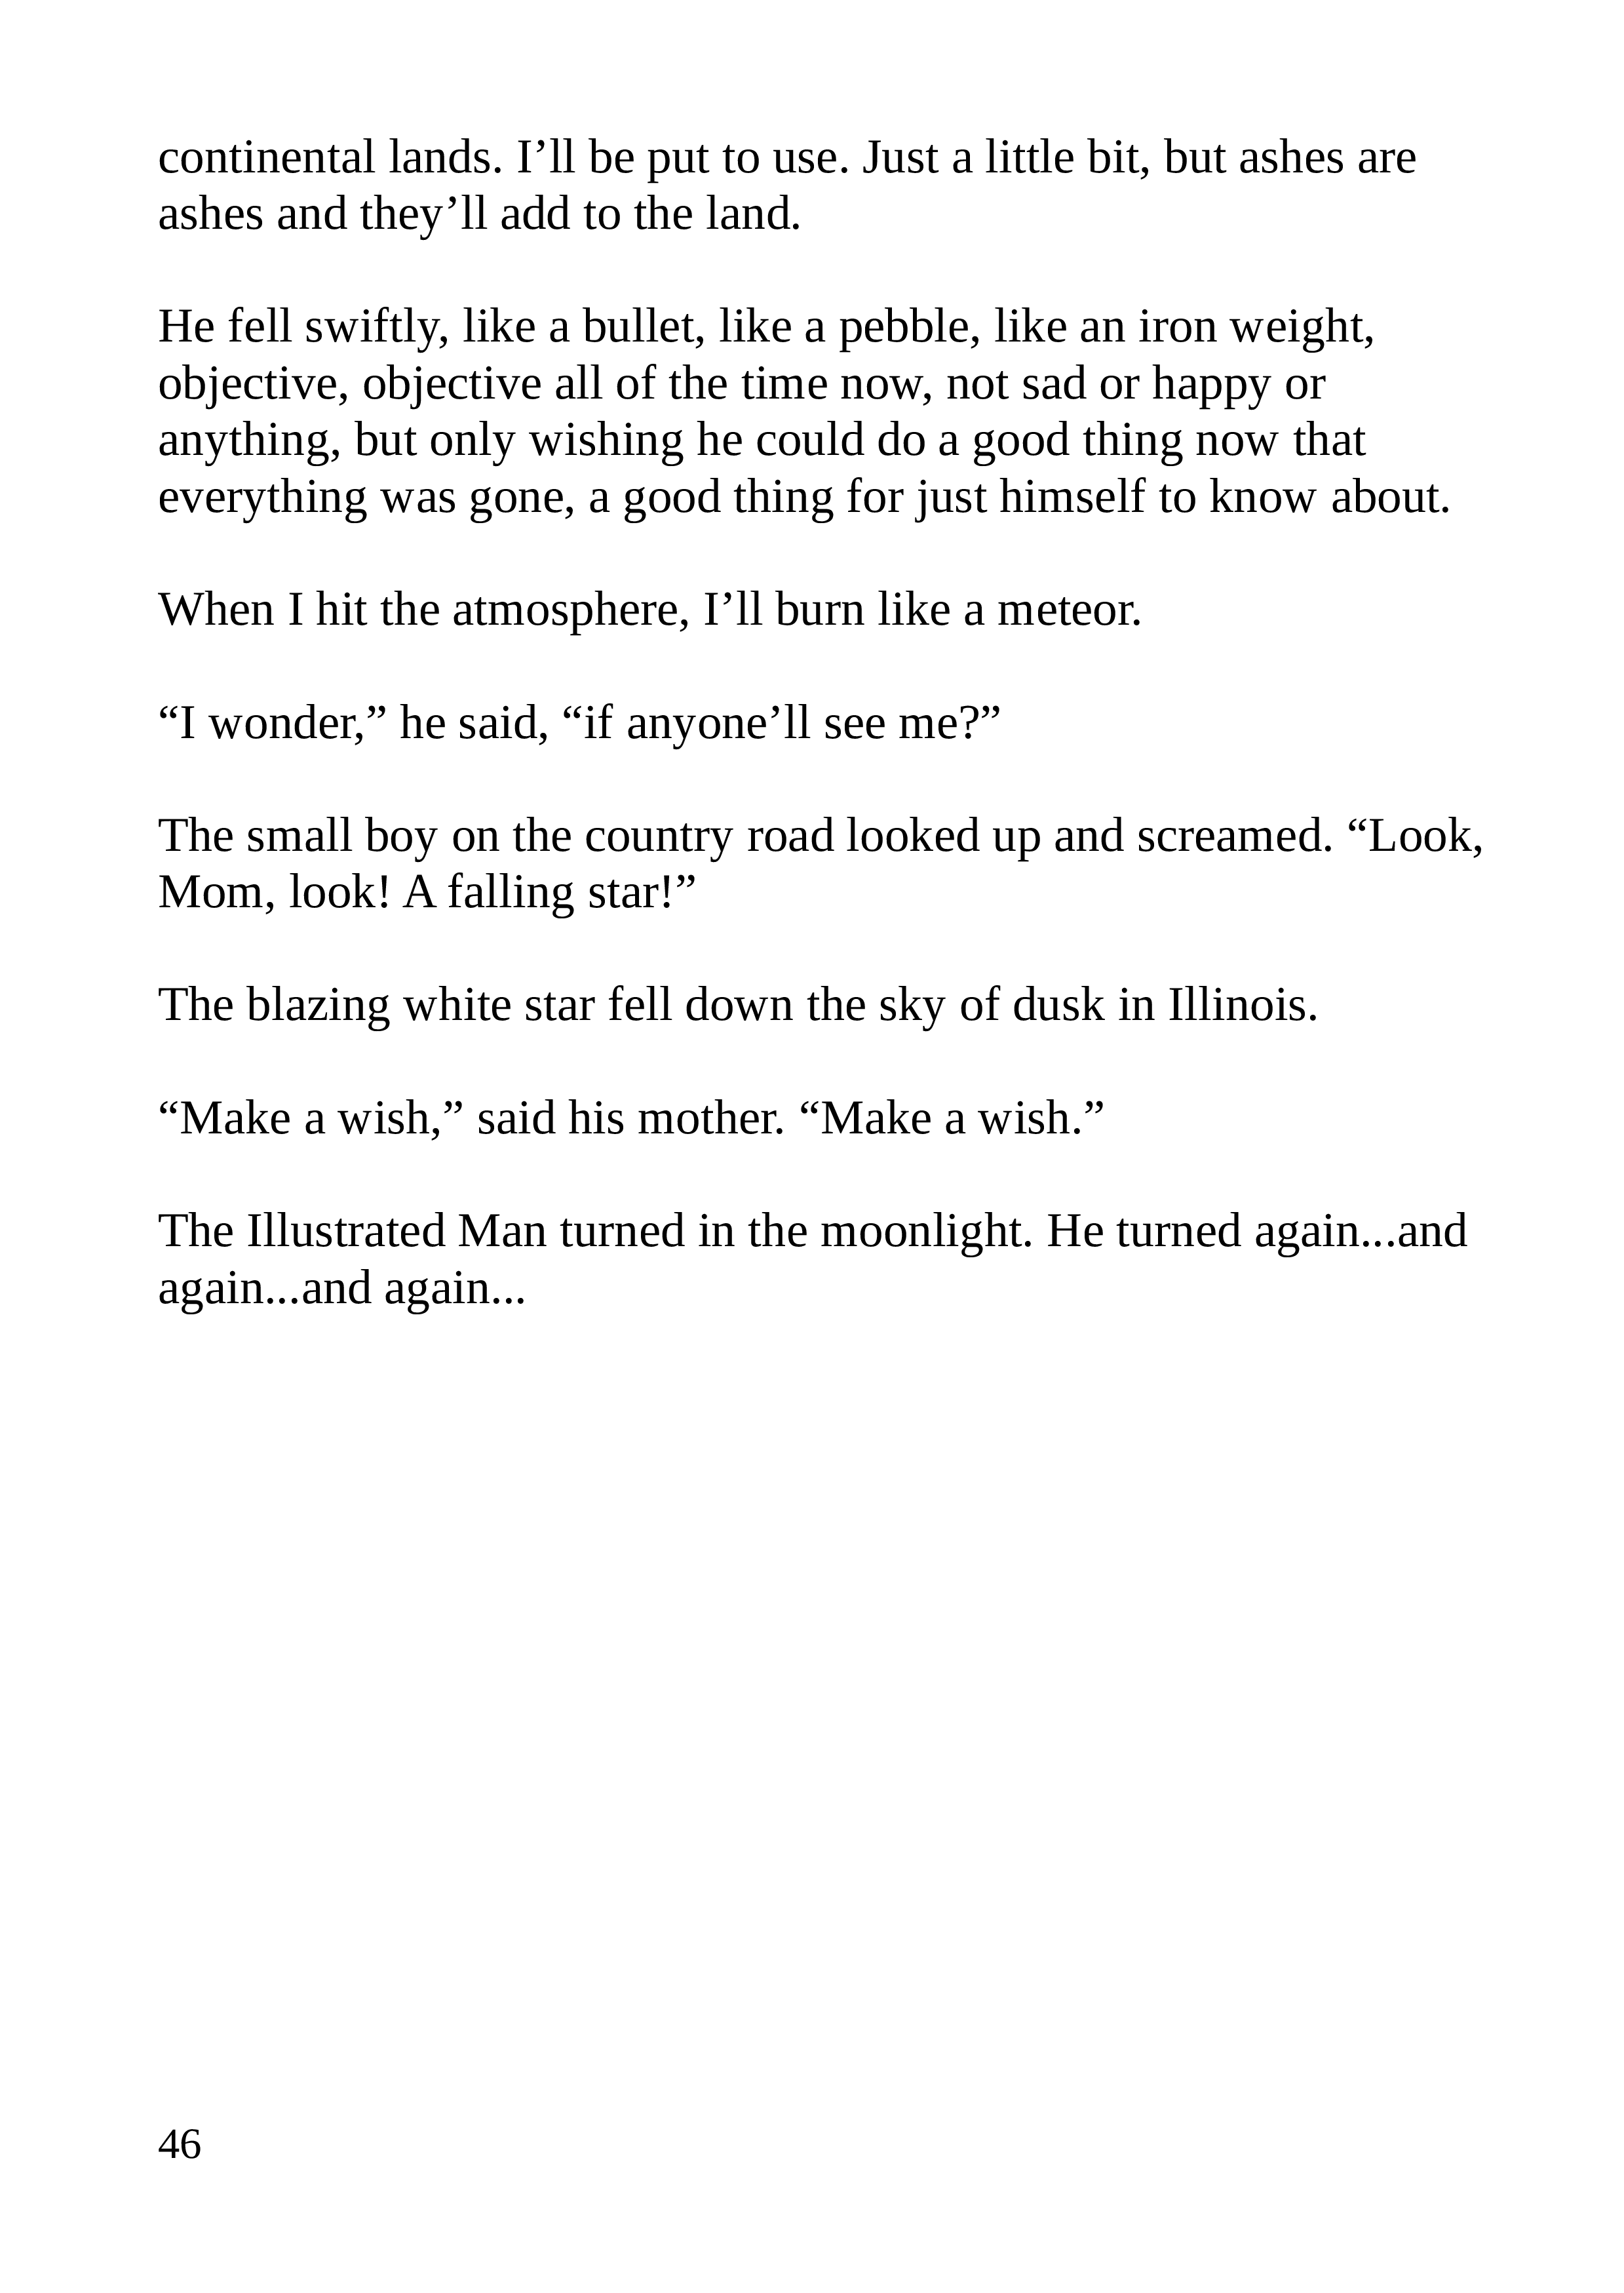 continental lands. I’ll be put to use. Just a little bit, but ashes are
ashes and they’ll add to the land.
He fell swiftly, like a bullet, like a pebble, like an iron weight,
objective, objective all of the time now, not sad or happy or
anything, but only wishing he could do a good thing now that
everything was gone, a good thing for just himself to know about.
When I hit the atmosphere, I’ll burn like a meteor.
“I wonder,” he said, “if anyone’ll see me?”
The small boy on the country road looked up and screamed. “Look,
Mom, look! A falling star!”
The blazing white star fell down the sky of dusk in Illinois.
“Make a wish,” said his mother. “Make a wish.”
The Illustrated Man turned in the moonlight. He turned again...and
again...and again...
46